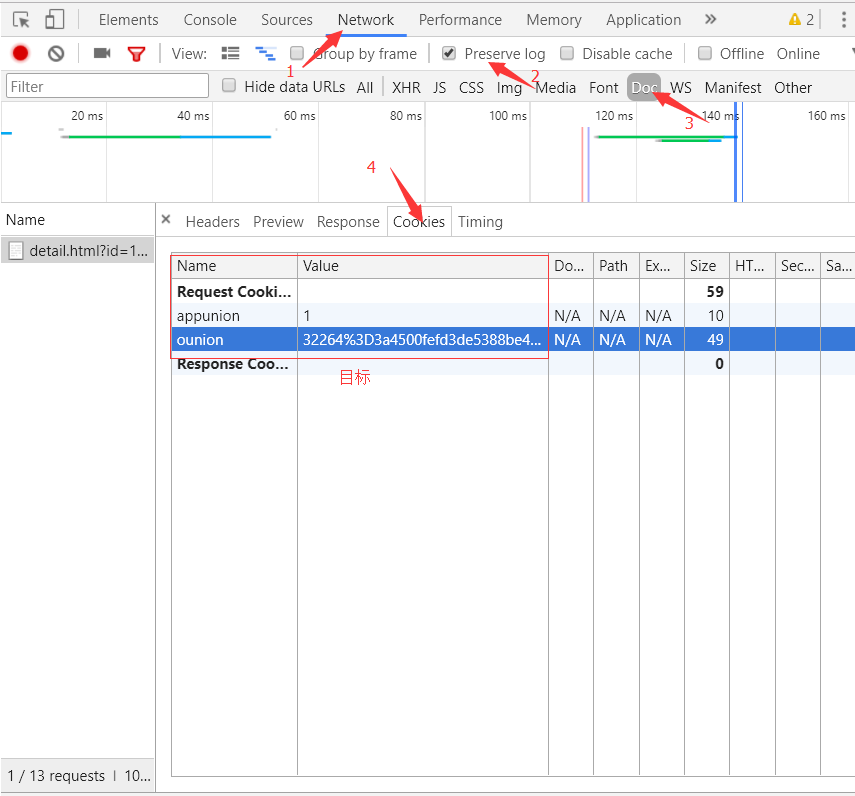 Elements Console Sources Network Performance Memory Application » 2
View: Group by frame Preserve log Disable cache Offline Online
1 2
Filter Hide data URLs All XHR JS CSS Img Media Font Doc WS Manifest Other
3
20 ms 40 ms 60 ms 80 ms 100 ms 120 ms 140 ms 160 ms
4
Name
× Headers Preview Response Cookies Timing
detail.html?id=1...
Name Value Do... Path Ex... Size HT... Sec... Sa...
Request Cooki... 59
appunion 1 N/A N/A N/A 10
ounion 32264%3D3a4500fefd3de5388be4... N/A N/A N/A 49
Response Coo... 0
目标
1 / 13 requests | 10...